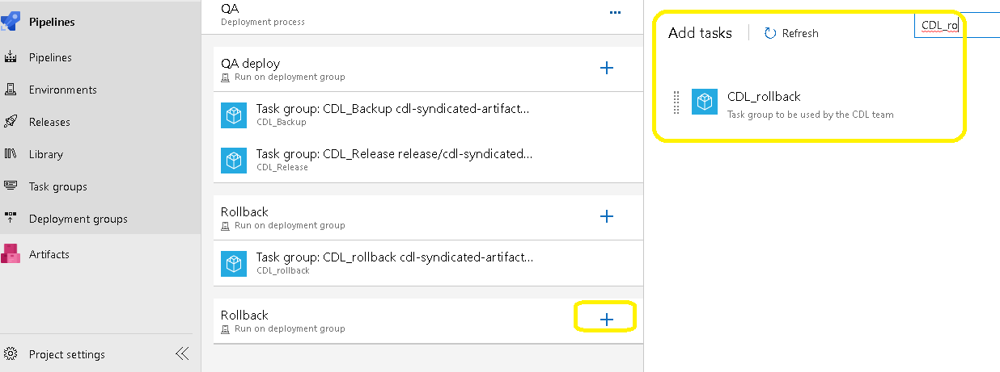 Pipelines
Pipelines
Environments
Releases
Library
Task groups
Deployment groups
Artifacts
Project settings
QA
Deployment process
QA deploy
Run on deployment group
Task group: CDL_Backup cdl-syndicated-artifact...
CDL_Backup
Task group: CDL_Release release/cdl-syndicated...
CDL_Release
Rollback
Run on deployment group
Task group: CDL_rollback cdl-syndicated-artifact...
CDL_rollback
Rollback
Run on deployment group
Add tasks
Refresh
CDL_ro
CDL_rollback
Task group to be used by the CDL team